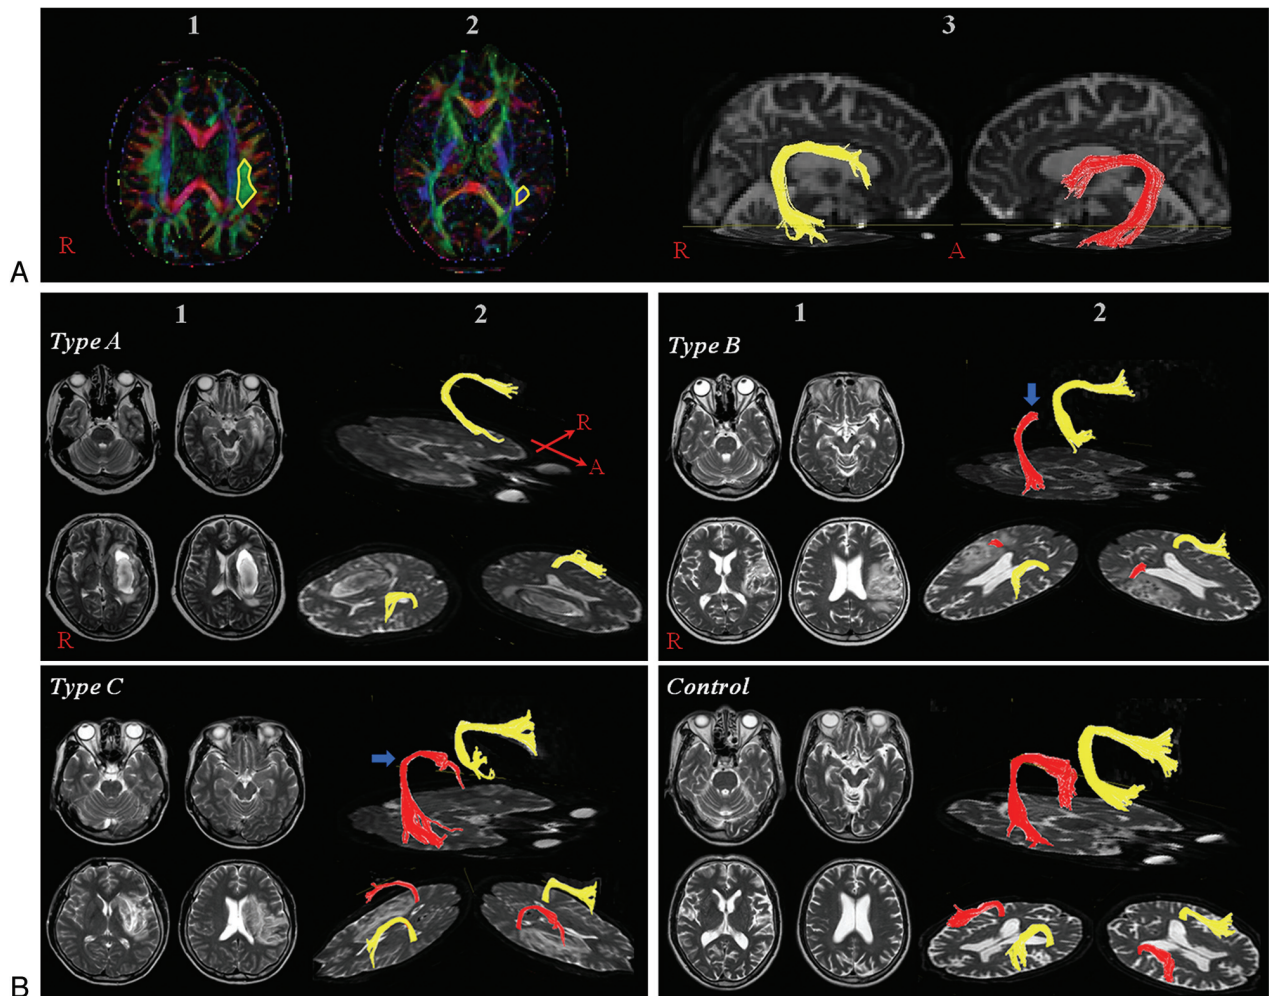 1 2 3
R R A
A
1 2 1 2
Type A Type B
R
A
R R
Type C Control
B